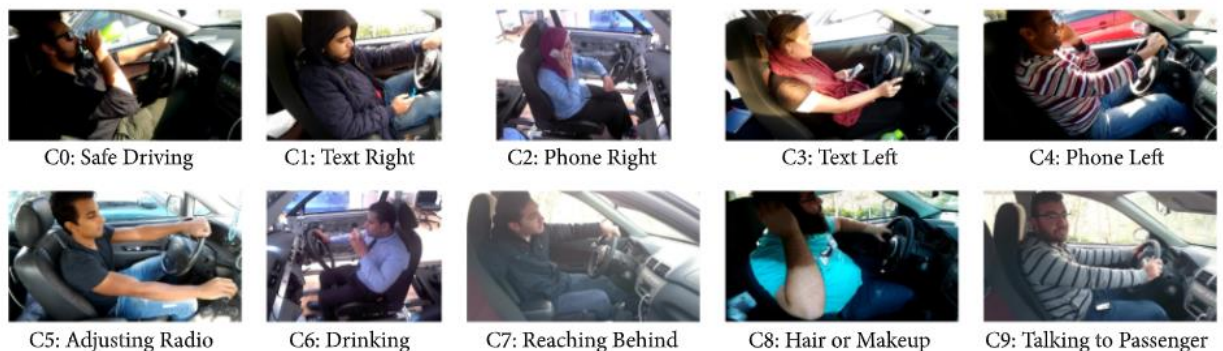 C0: Safe Driving
C1: Text Right
C2: Phone Right
C3: Text Left
C4: Phone Left
C5: Adjusting Radio
C6: Drinking
C7: Reaching Behind
C8: Hair or Makeup
C9: Talking to Passenger